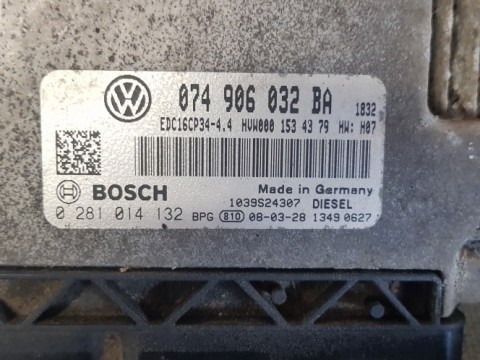 074 906 032 BA 1832
EDC16CP34-4.4 HVW000 153 43 79 HW: H07
Made in Germany
BOSCH 1039S24307 DIESEL
0 281 014 132 BPG 810 08-03-28 1349 0627